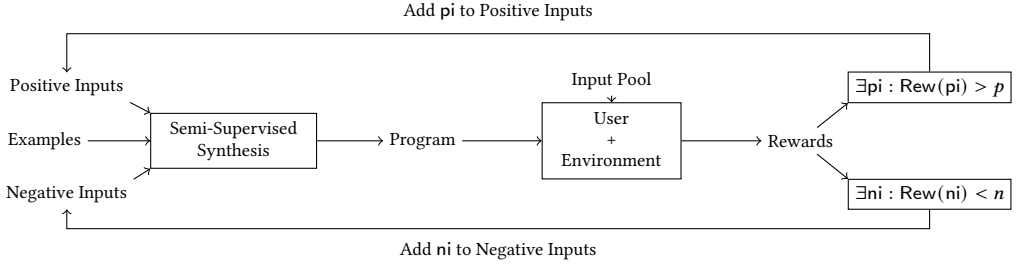 Add pi to Positive Inputs
Positive Inputs
Examples
Negative Inputs
Semi-Supervised
Synthesis
Program
Input Pool
User
+
Environment
Rewards
∃pi : Rew(pi) > p
∃ni : Rew(ni) < n
Add ni to Negative Inputs